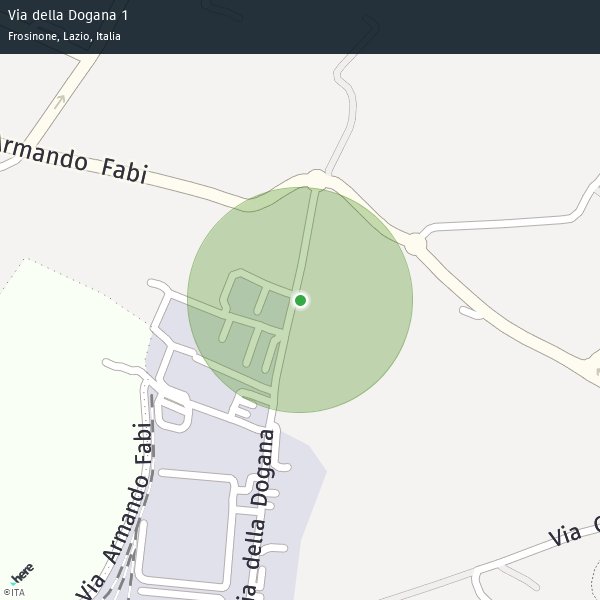 Via della Dogana 1
Frosinone, Lazio, Italia
Armando Fabi
Via Armando Fabi
Via della Dogana
Via
here
©ITA